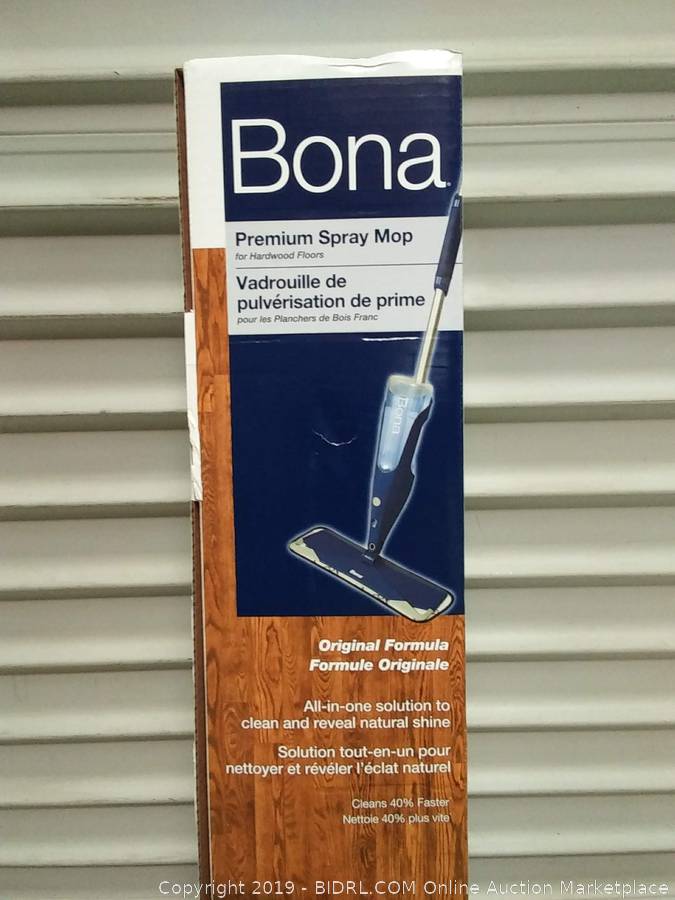 Bona
Premium Spray Mop
for Hardwood Floors
Vadrouille de
pulvérisation de prime
pour les Planchers de Bois Franc
Bona
Bona
Original Formula
Formule Originale
All-in-one solution to
clean and reveal natural shine
Solution tout-en-un pour
nettoyer et révéler l'éclat naturel
Cleans 40% Faster
Nettoie 40% plus vite
Copyright 2019 - BIDRL.COM Online Auction Marketplace